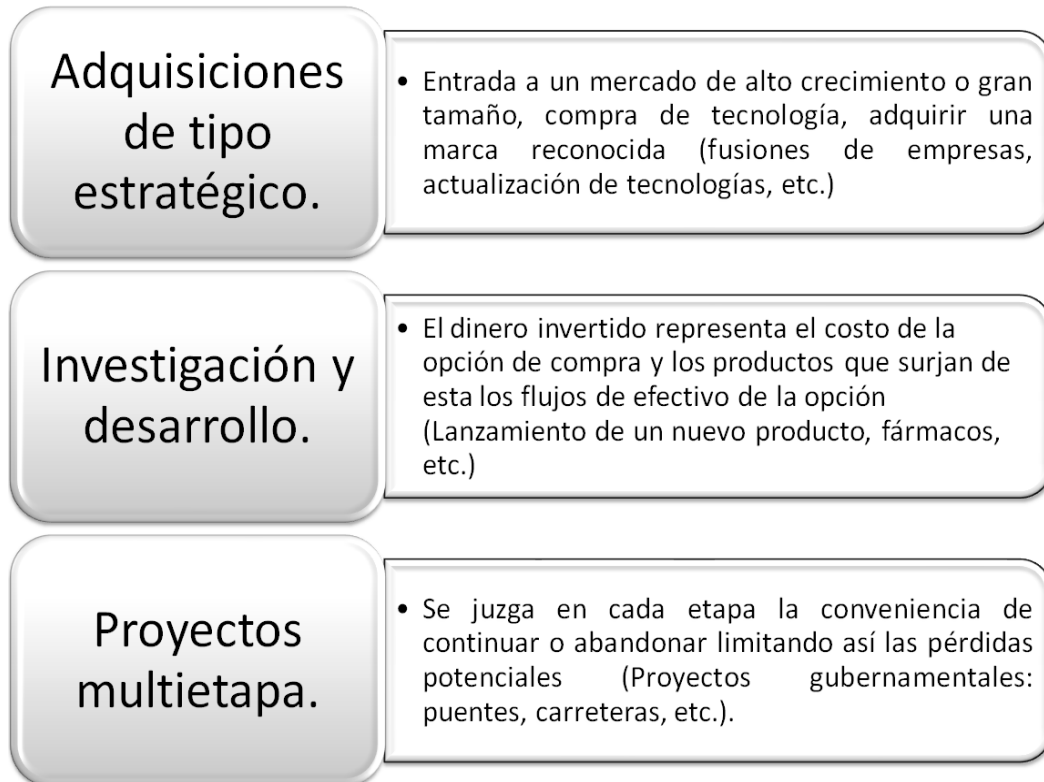 Adquisiciones
de tipo
estratégico.
• Entrada a un mercado de alto crecimiento o gran
tamaño, compra de tecnología, adquirir una
marca reconocida (fusiones de empresas,
actualización de tecnologías, etc.)
Investigación y
desarrollo.
• El dinero invertido representa el costo de la
opción de compra y los productos que surjan de
esta los flujos de efectivo de la opción
(Lanzamiento de un nuevo producto, fármacos,
etc.)
Proyectos
multietapa.
• Se juzga en cada etapa la conveniencia de
continuar o abandonar limitando así las pérdidas
potenciales (Proyectos gubernamentales:
puentes, carreteras, etc.).